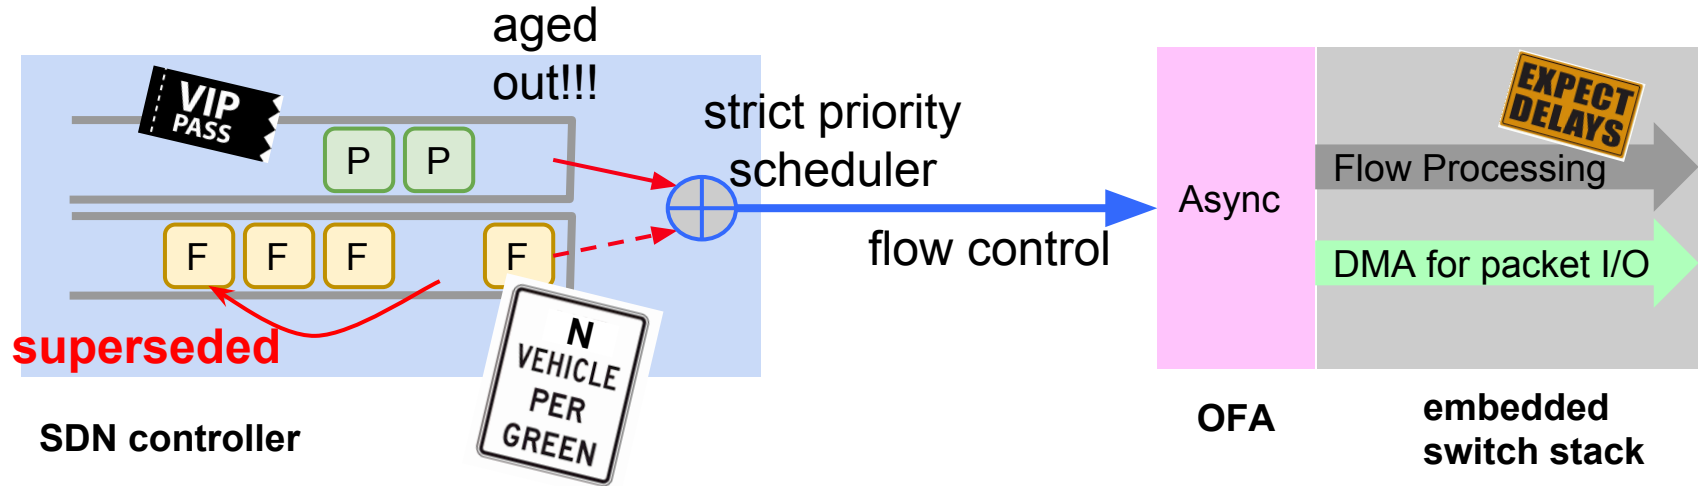 aged
out!!!
VIP
PASS
P
P
F
F
F
F
superseded
N
VEHICLE
PER
GREEN
SDN controller
strict priority
scheduler
flow control
Async
OFA
EXPECT
DELAYS
Flow Processing
DMA for packet I/O
embedded
switch stack